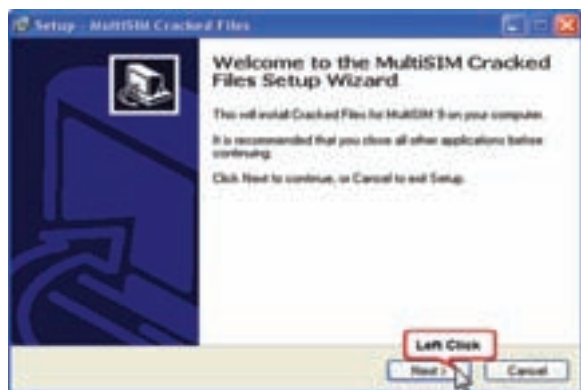 Setup - MultiSIM Cracked Files
Welcome to the MultiSIM Cracked
Files Setup Wizard
This will install Cracked Files for MultiSIM 9 on your computer.
It is recommended that you close all other applications before
continuing.
Click Next to continue, or Cancel to exit Setup.
Left Click
Next >
Cancel